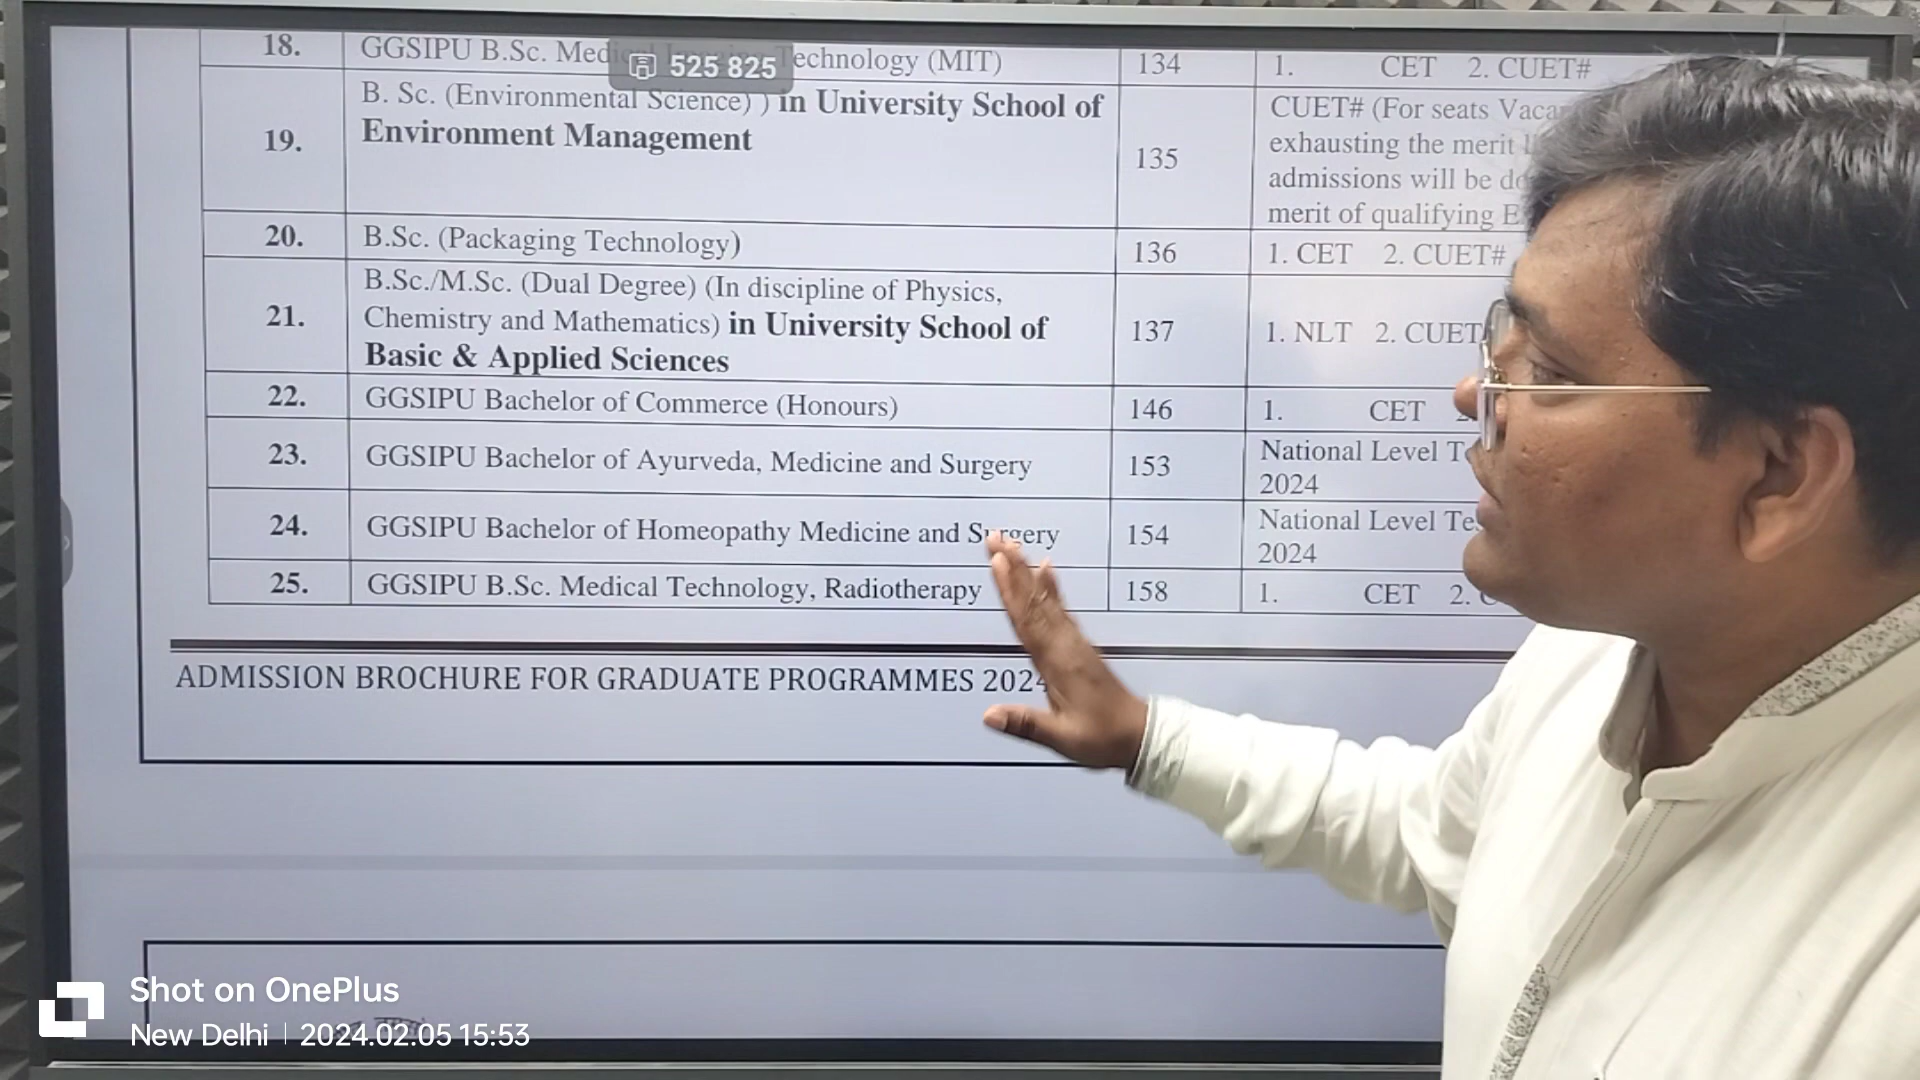 18. GGSIPU B.Sc. Technology (MIT) 134 1. CET 2. CUET#
525 825
19. B. Sc. (Environmental Science) ) in University School of
Environment Management
135
CUET# (For seats
exhausting the merit
admissions will be
merit of qualifying
20. B.Sc. (Packaging Technology) 136 1. CET 2. CUET#
21. B.Sc./M.Sc. (Dual Degree) (In discipline of Physics,
Chemistry and Mathematics) in University School of
Basic & Applied Sciences
137 1. NLT 2. CUET
22. GGSIPU Bachelor of Commerce (Honours) 146 1. CET
23. GGSIPU Bachelor of Ayurveda, Medicine and Surgery 153 National Level
2024
24. GGSIPU Bachelor of Homeopathy Medicine and Surgery 154 National Level
2024
25. GGSIPU B.Sc. Medical Technology, Radiotherapy 158 1. CET 2.
ADMISSION BROCHURE FOR GRADUATE PROGRAMMES 2024
Shot on OnePlus
New Delhi | 2024.02.05 15:53